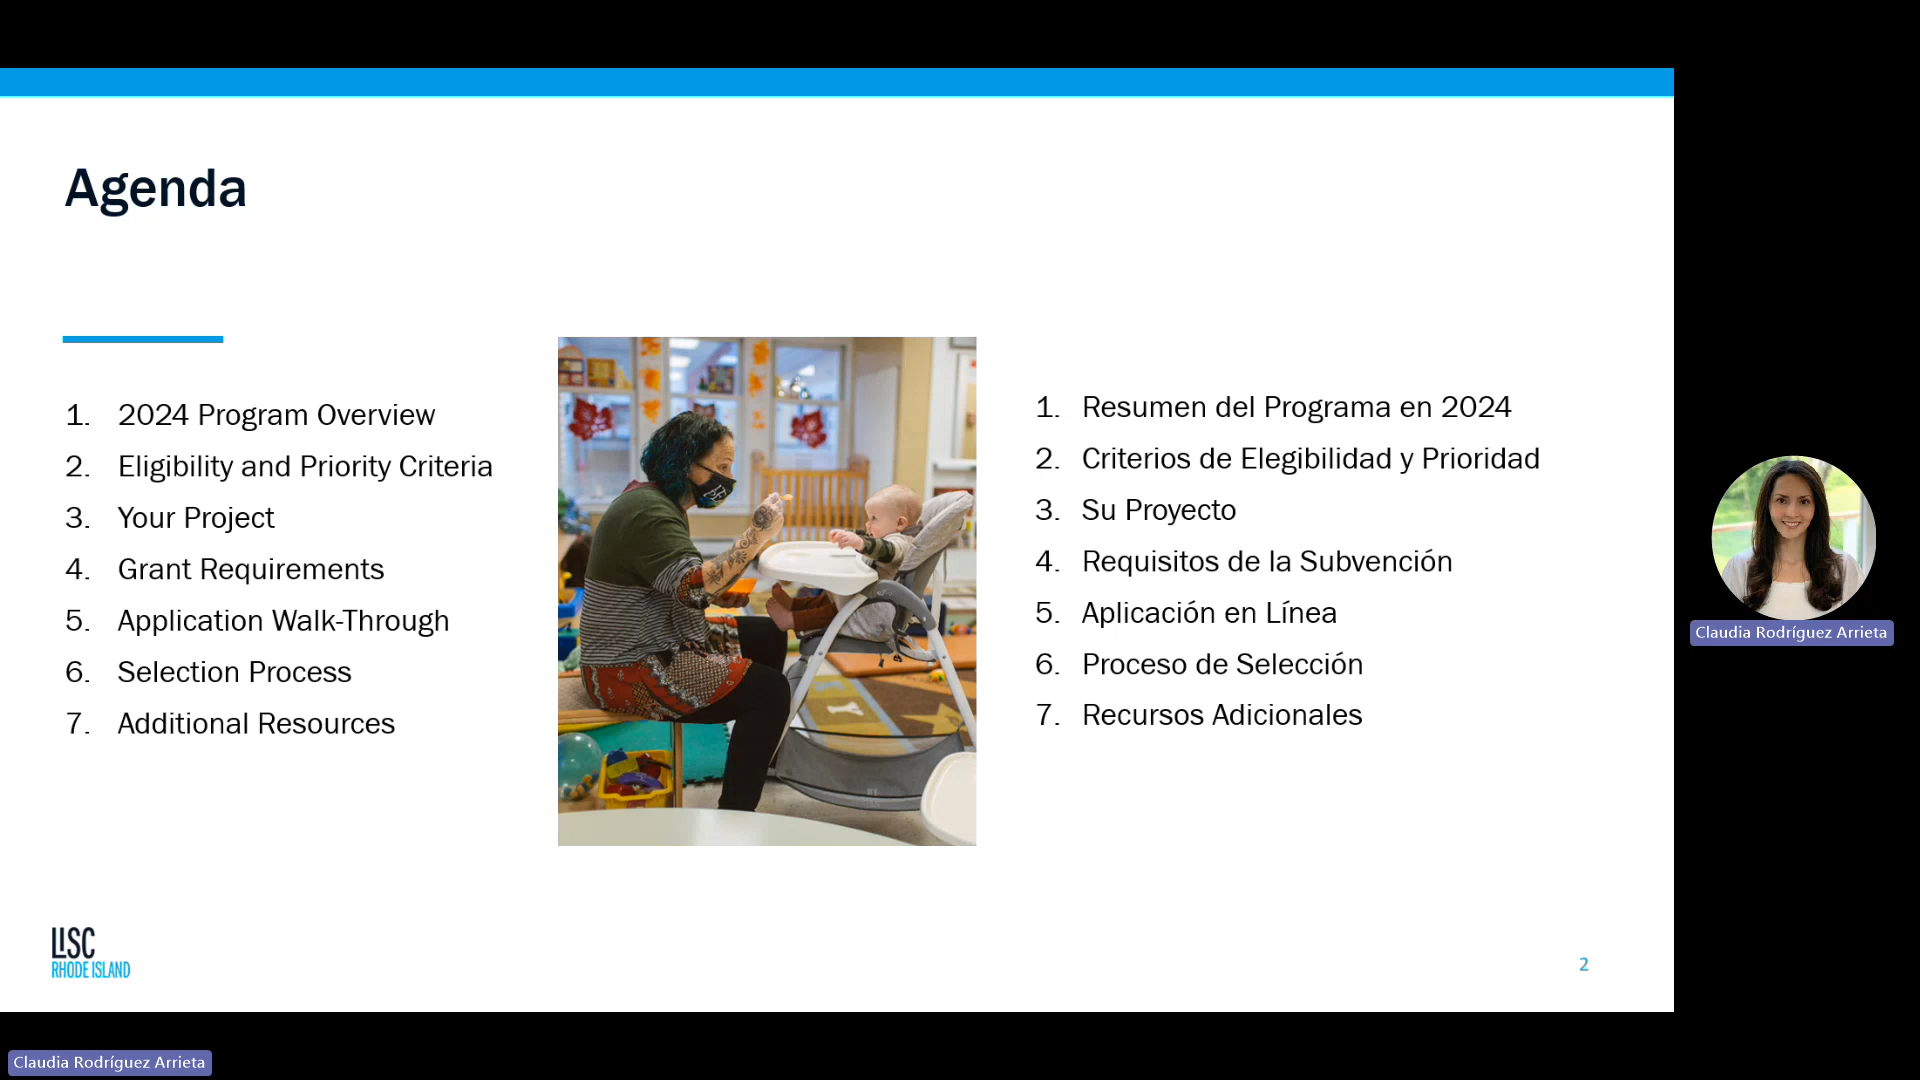 Agenda
1. 2024 Program Overview
2. Eligibility and Priority Criteria
3. Your Project
4. Grant Requirements
5. Application Walk-Through
6. Selection Process
7. Additional Resources
1. Resumen del Programa en 2024
2. Criterios de Elegibilidad y Prioridad
3. Su Proyecto
4. Requisitos de la Subvención
5. Aplicación en Línea
6. Proceso de Selección
7. Recursos Adicionales
LISC
RHODE ISLAND
2
Claudia Rodríguez Arrieta
Claudia Rodríguez Arrieta